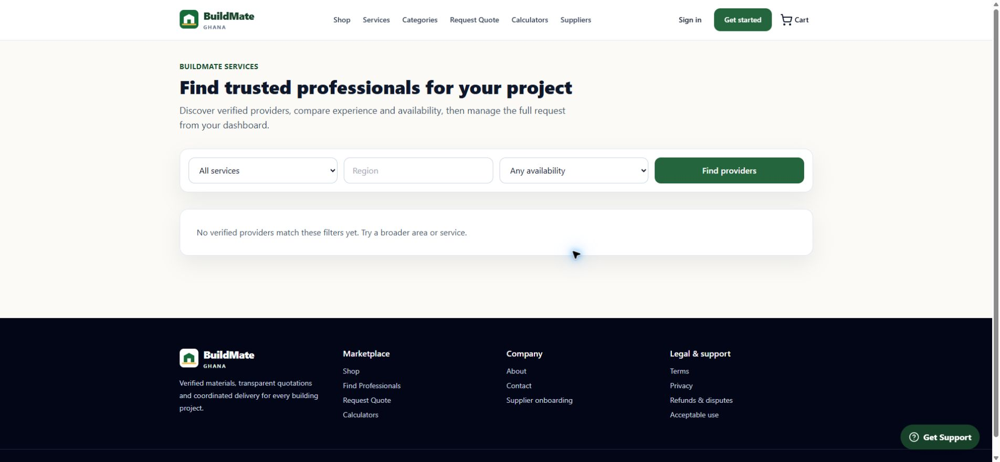 BuildMate
GHANA
Shop
Services
Categories
Request Quote
Calculators
Suppliers
Sign in
Get started
Cart
BUILDMATE SERVICES
Find trusted professionals for your project
Discover verified providers, compare experience and availability, then manage the full request
from your dashboard.
All services
Region
Any availability
Find providers
No verified providers match these filters yet. Try a broader area or service.
BuildMate
GHANA
Verified materials, transparent quotations
and coordinated delivery for every building
project.
Marketplace
Shop
Find Professionals
Request Quote
Calculators
Company
About
Contact
Supplier onboarding
Legal & support
Terms
Privacy
Refunds & disputes
Acceptable use
Get Support